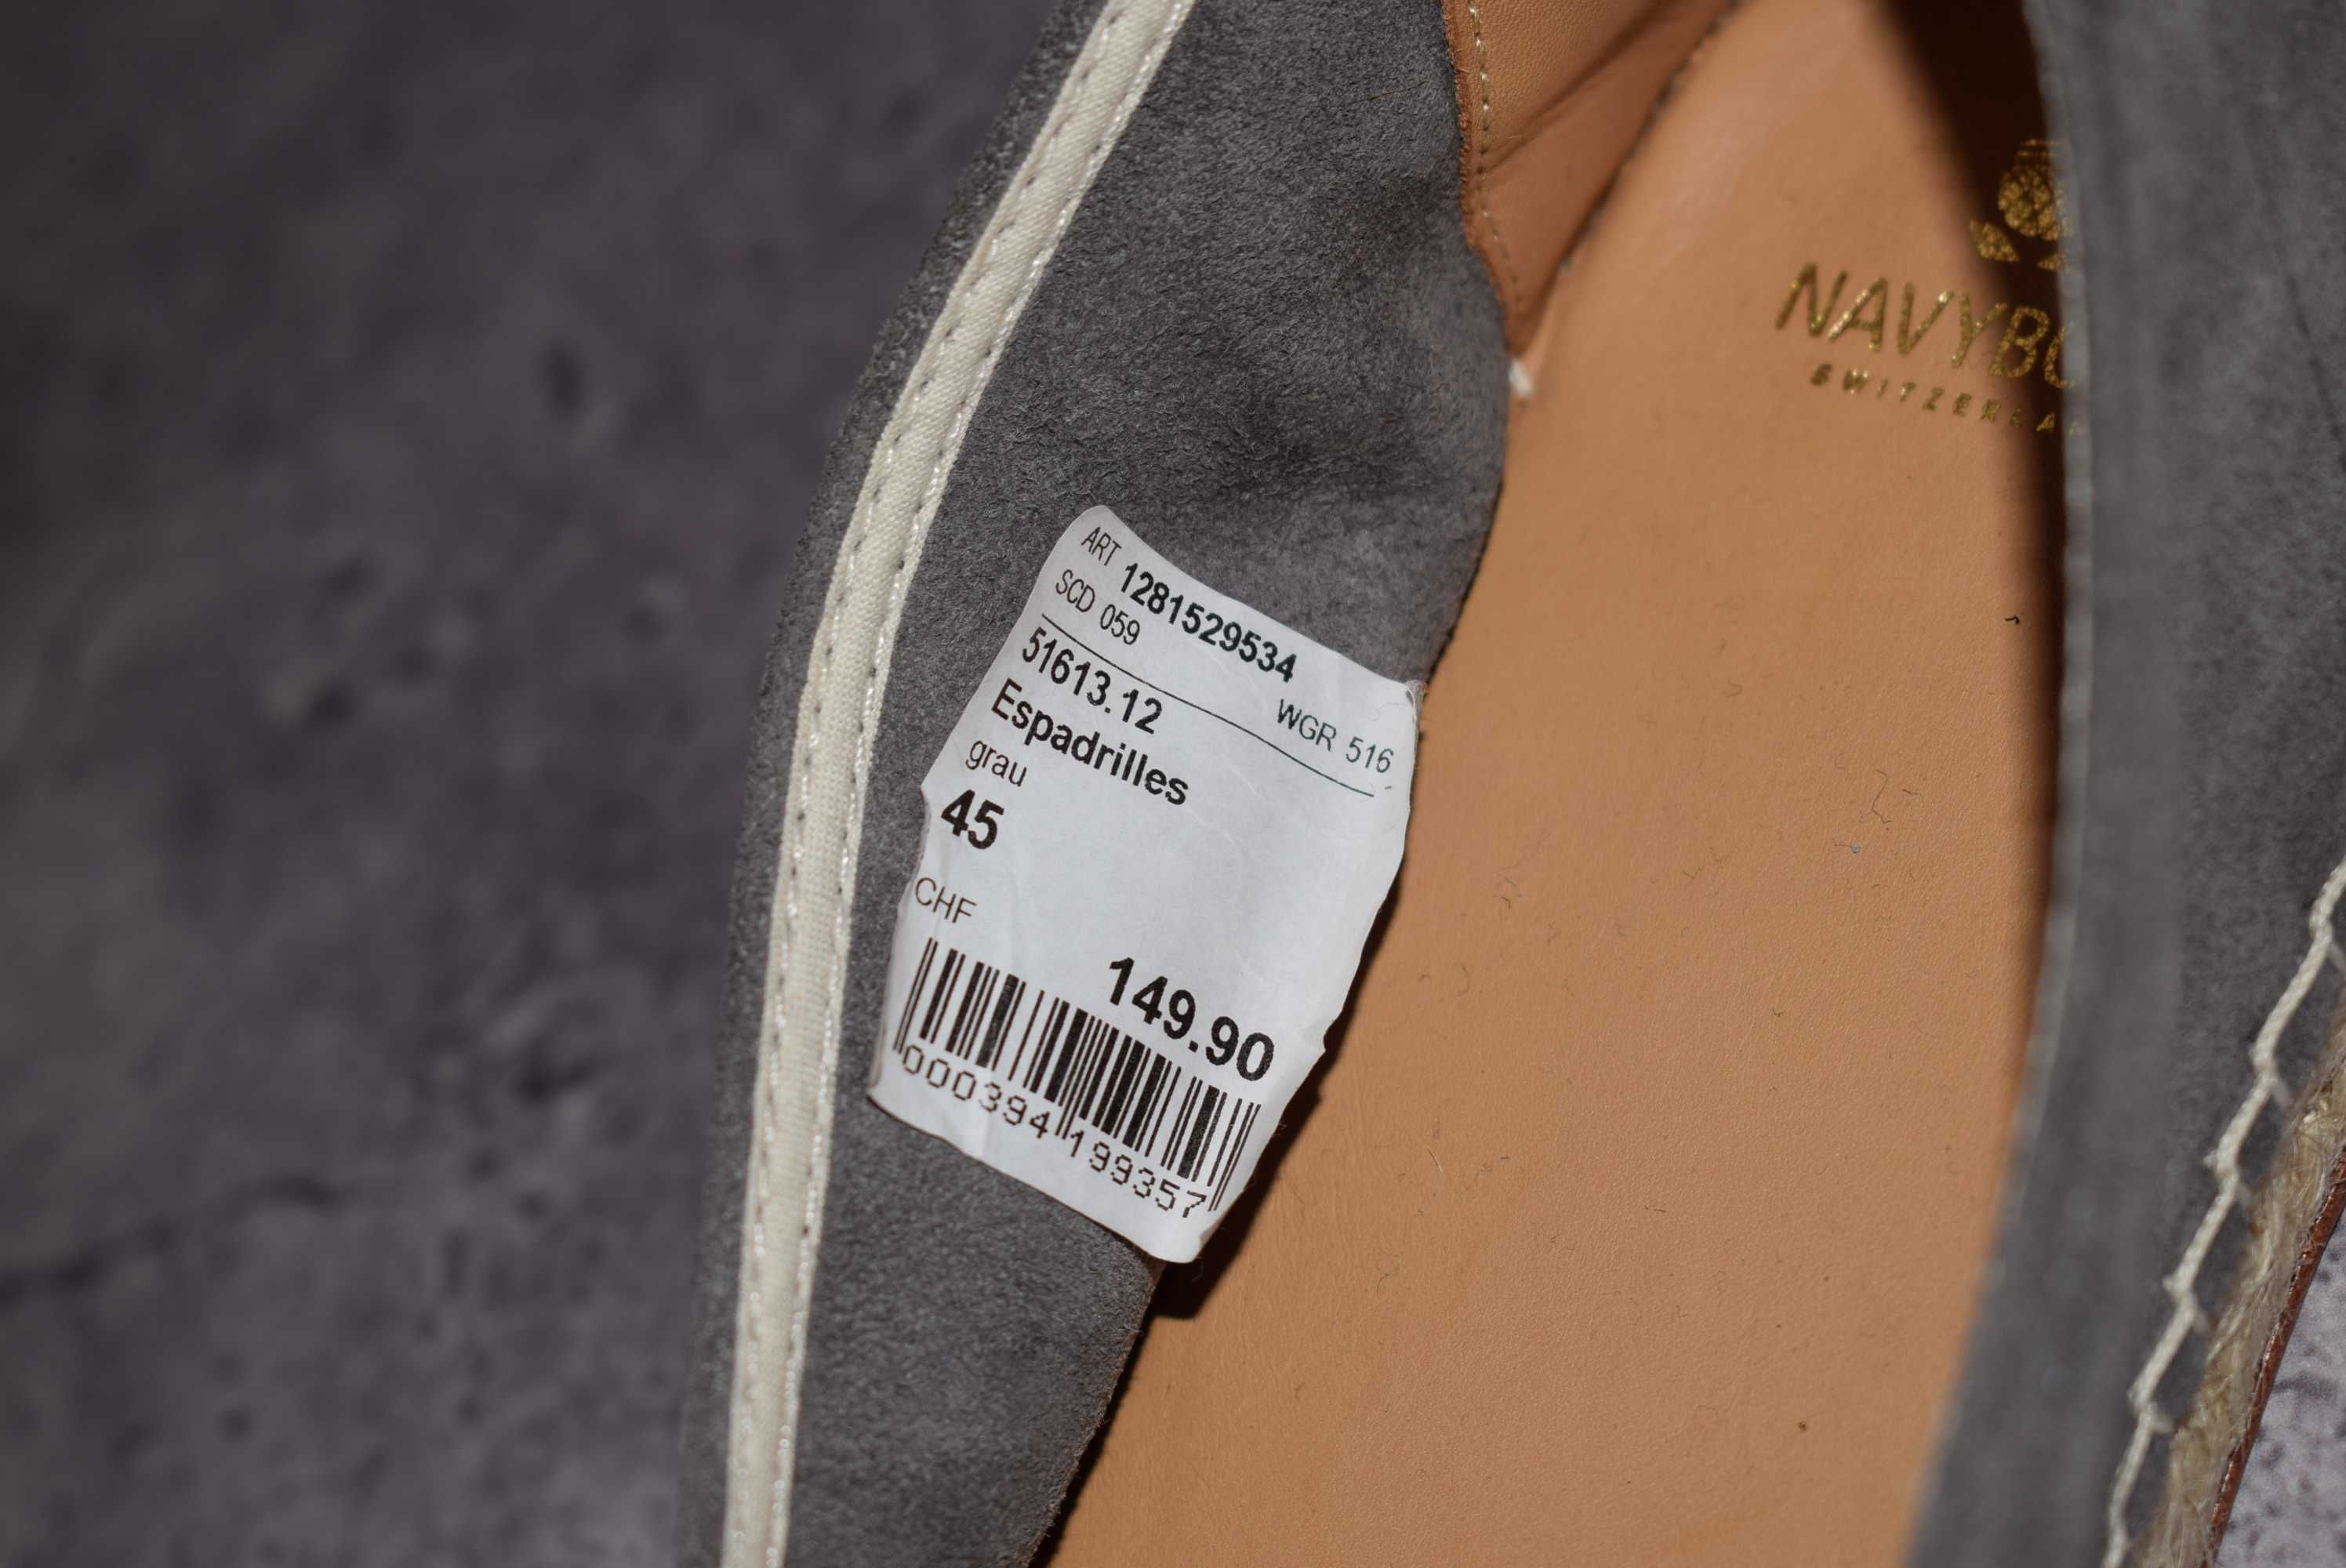 ART 1281529534
SCD 059
WGR 516
51613.12
Espadrilles
grau
45
CHF
149.90
000394199357